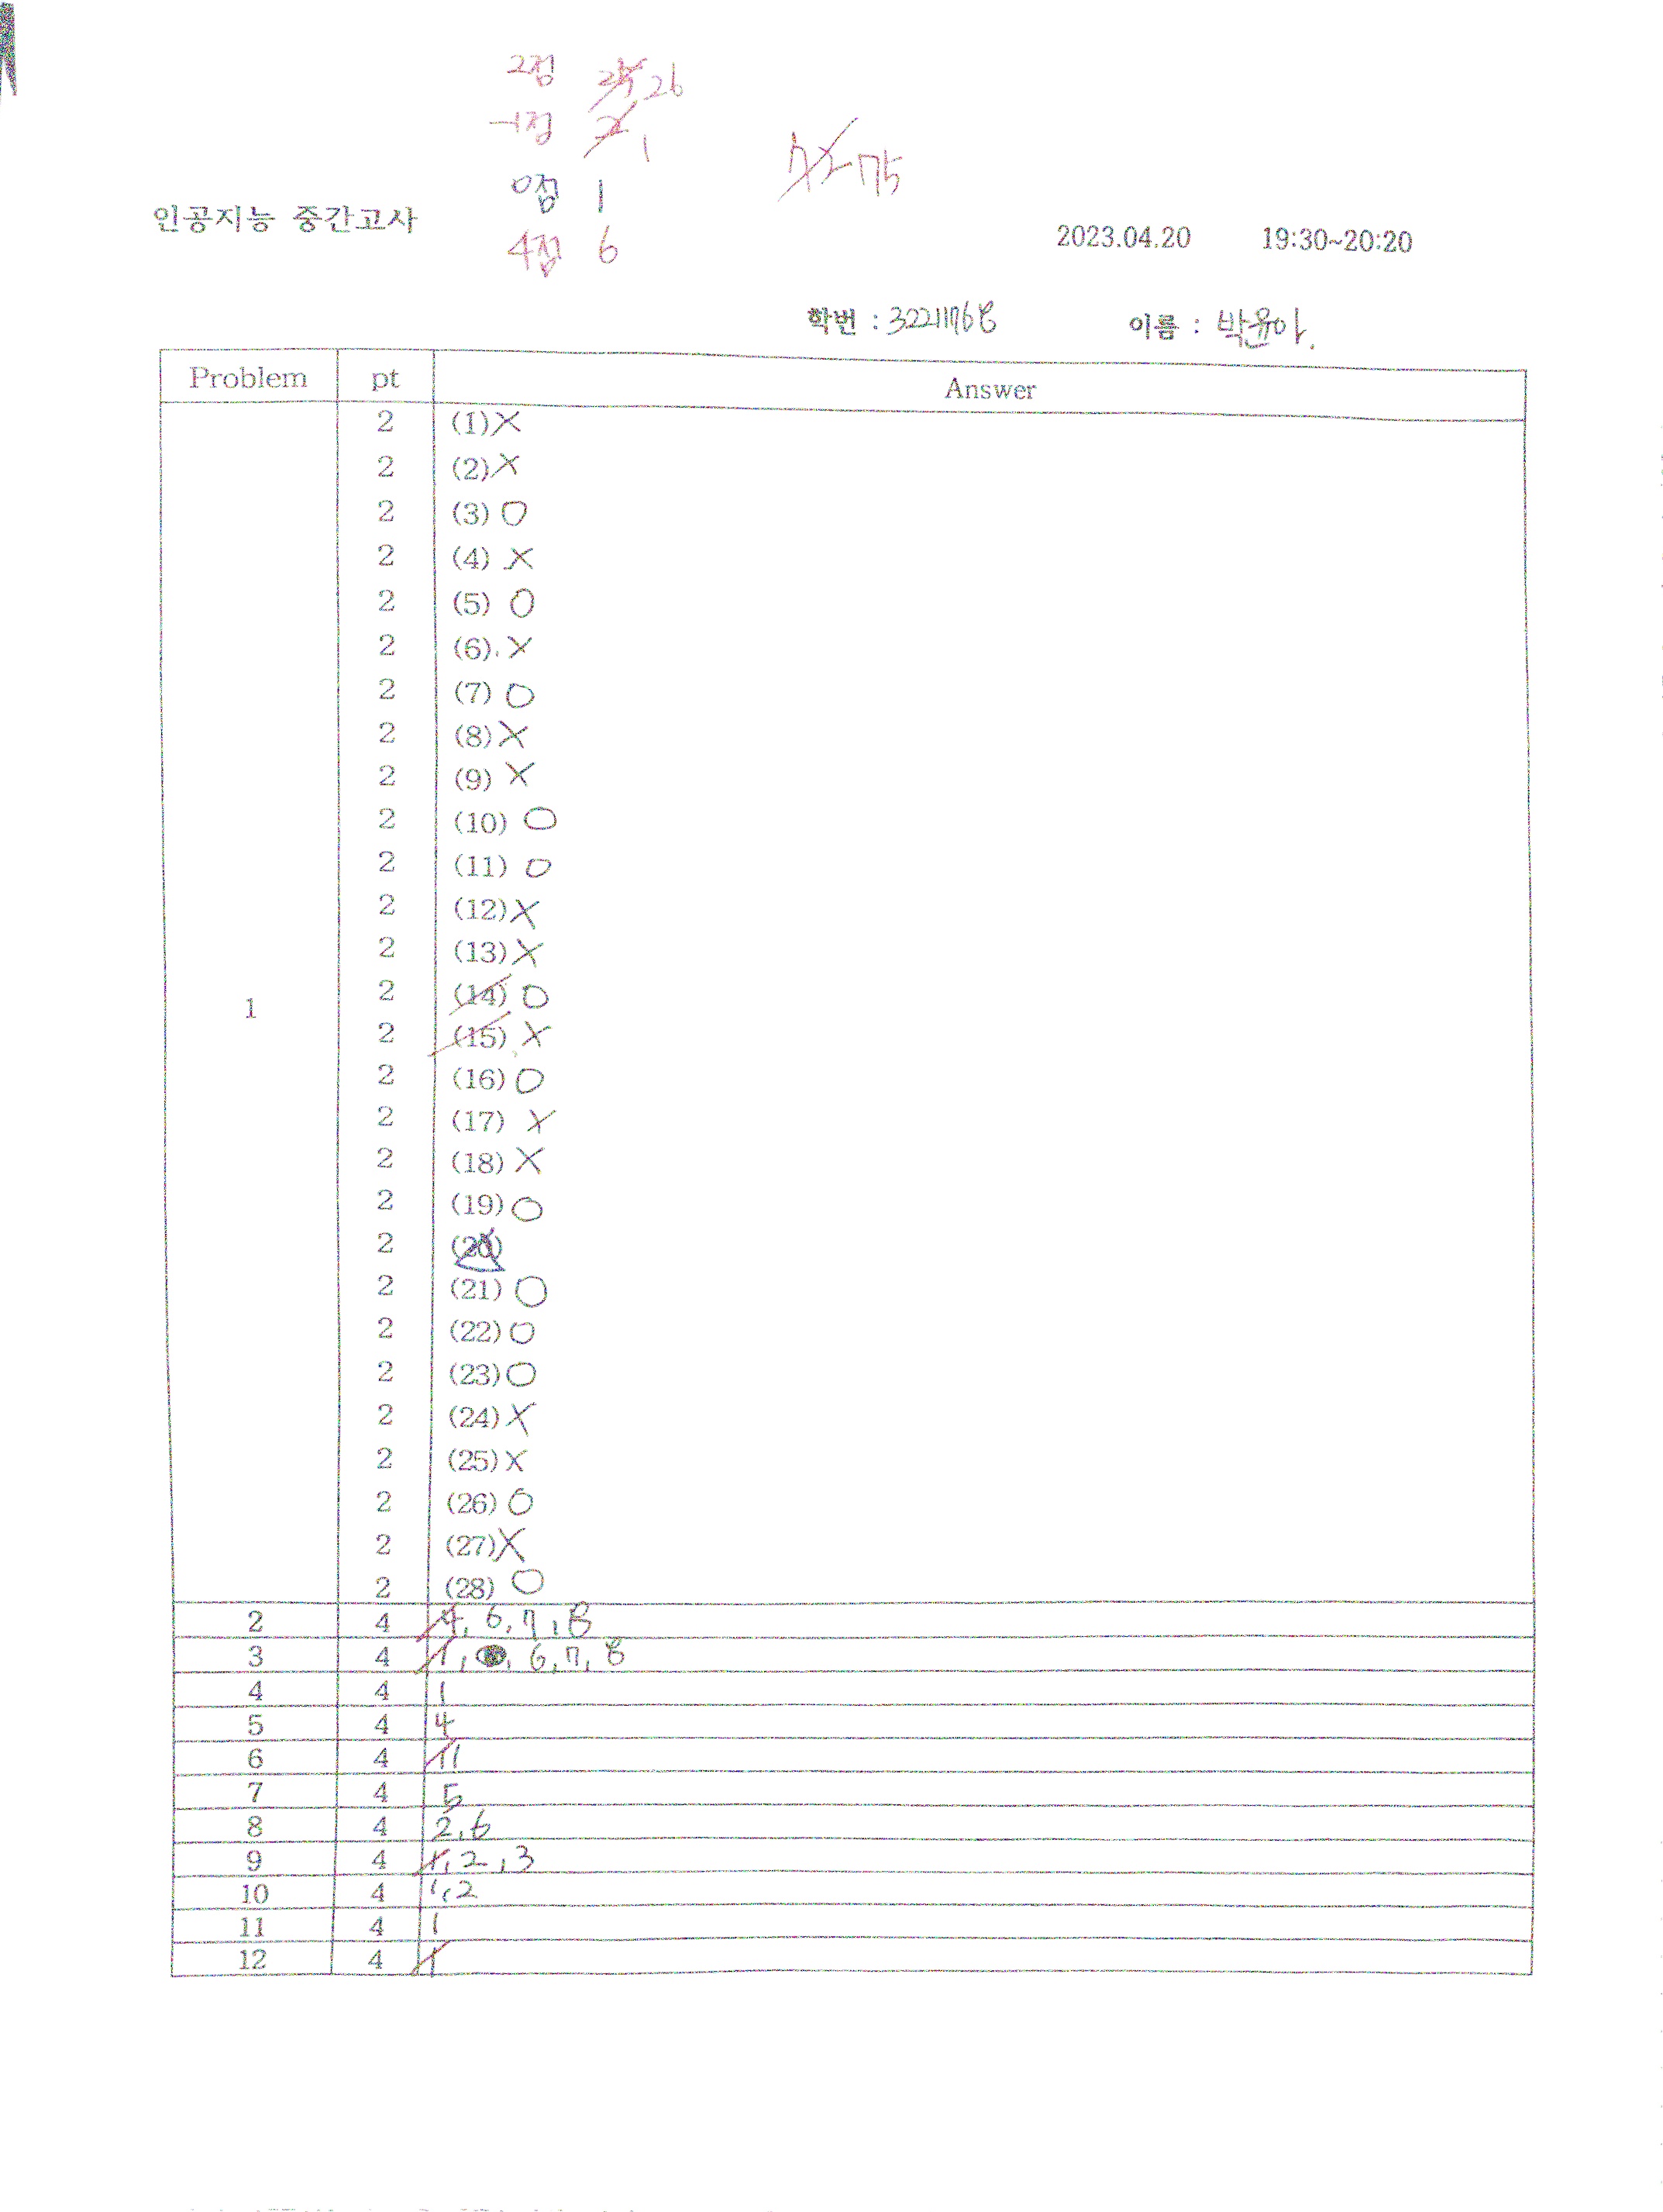 2점 26
-1점 1
0점 1
75
인공지능 중간고사
4점 6
2023.04.20 19:30~20:20
학번 : 32211768 이름 : 박윤아
Problem pt Answer
2 (1) X
2 (2) X
2 (3) O
2 (4) X
2 (5) O
2 (6) X
2 (7) O
2 (8) X
2 (9) X
2 (10) O
2 (11) O
2 (12) X
2 (13) X
2 (14) O
1
2 (15) X
2 (16) O
2 (17) X
2 (18) X
2 (19) O
2 (20)
2 (21) O
2 (22) O
2 (23) O
2 (24) X
2 (25) X
2 (26) O
2 (27) X
2 (28) O
2 4 4, 6, 7, 8
3 4 1, 6, 7, 8
4 4 1
5 4 4
6 4
7 4 5
8 4 2, 6
9 4 1, 2, 3
10 4 1, 2
11 4 1
12 4 1